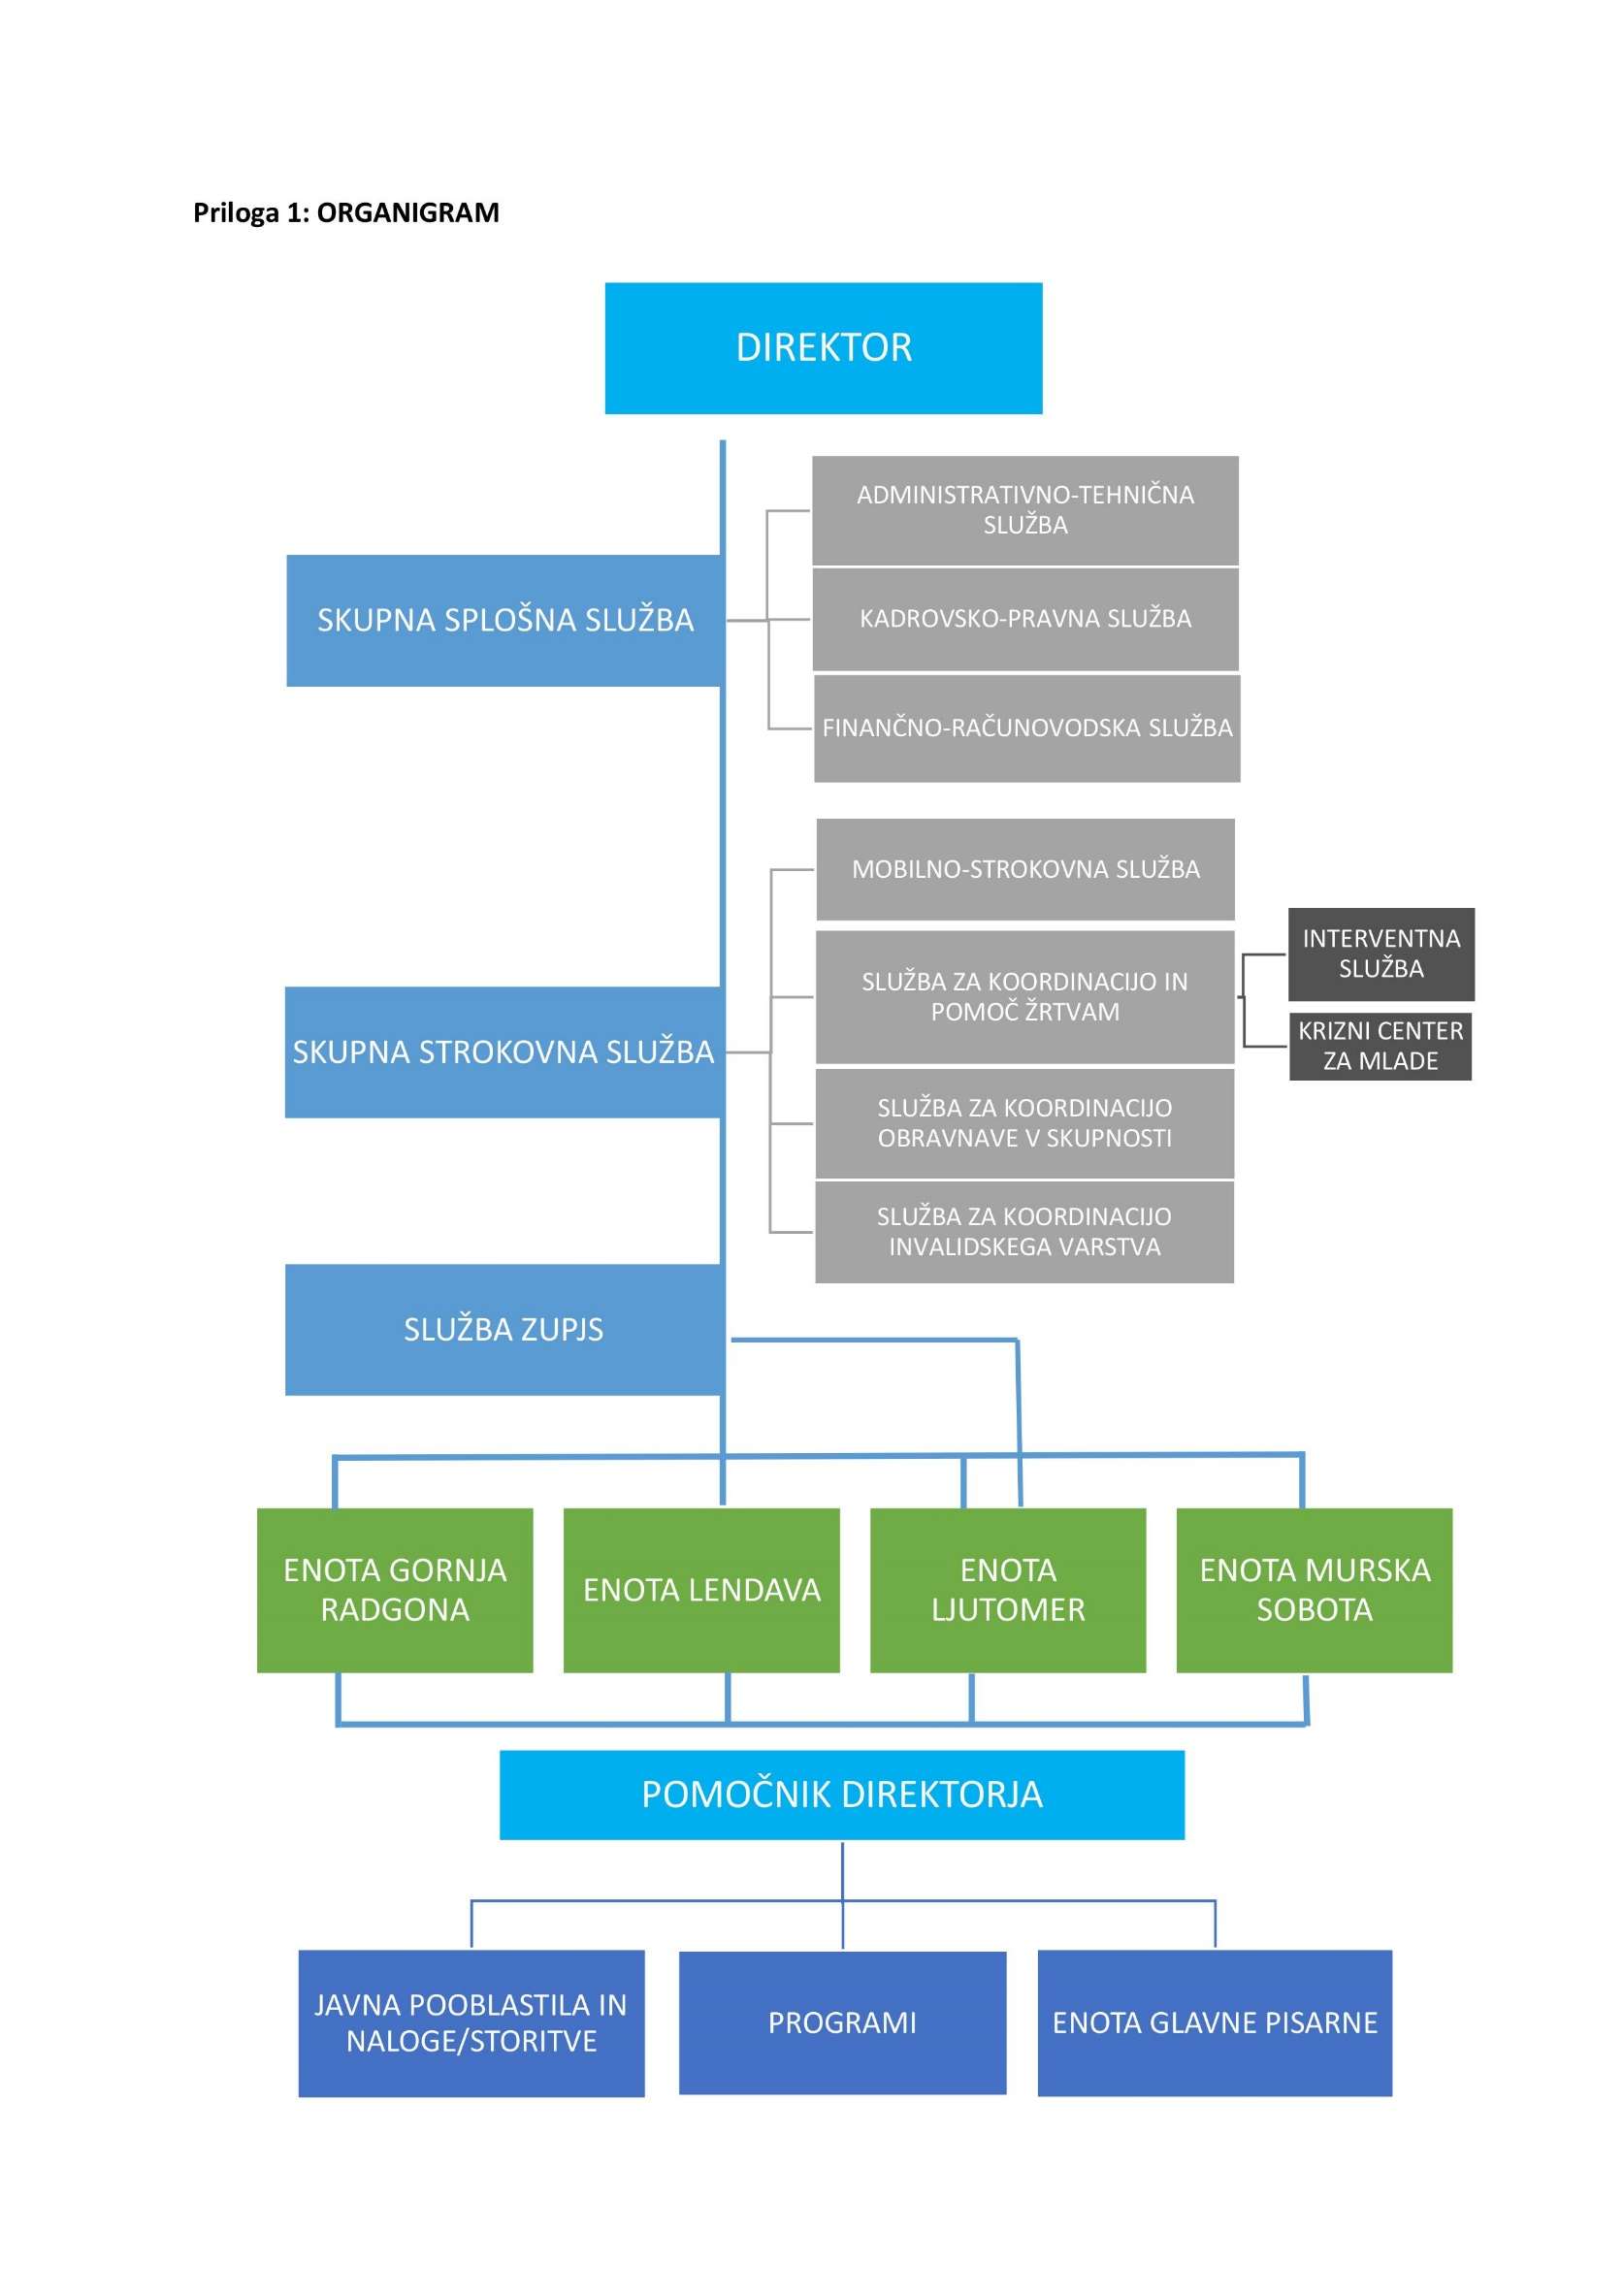 Priloga 1: ORGANIGRAM
DIREKTOR
ADMINISTRATIVNO-TEHNIČNA
SLUŽBA
SKUPNA SPLOŠNA SLUŽBA
KADROVSKO-PRAVNA SLUŽBA
FINANČNO-RAČUNOVODSKA SLUŽBA
MOBILNO-STROKOVNA SLUŽBA
INTERVENTNA
SLUŽBA
SLUŽBA ZA KOORDINACIJO IN
POMOČ ŽRTVAM
KRIZNI CENTER
ZA MLADE
SKUPNA STROKOVNA SLUŽBA
SLUŽBA ZA KOORDINACIJO
OBRAVNAVE V SKUPNOSTI
SLUŽBA ZA KOORDINACIJO
INVALIDSKEGA VARSTVA
SLUŽBA ZUPJS
ENOTA GORNJA
RADGONA
ENOTA LENDAVA
ENOTA
LJUTOMER
ENOTA MURSKA
SOBOTA
POMOČNIK DIREKTORJA
JAVNA POOBLASTILA IN
NALOGE/STORITVE
PROGRAMI
ENOTA GLAVNE PISARNE